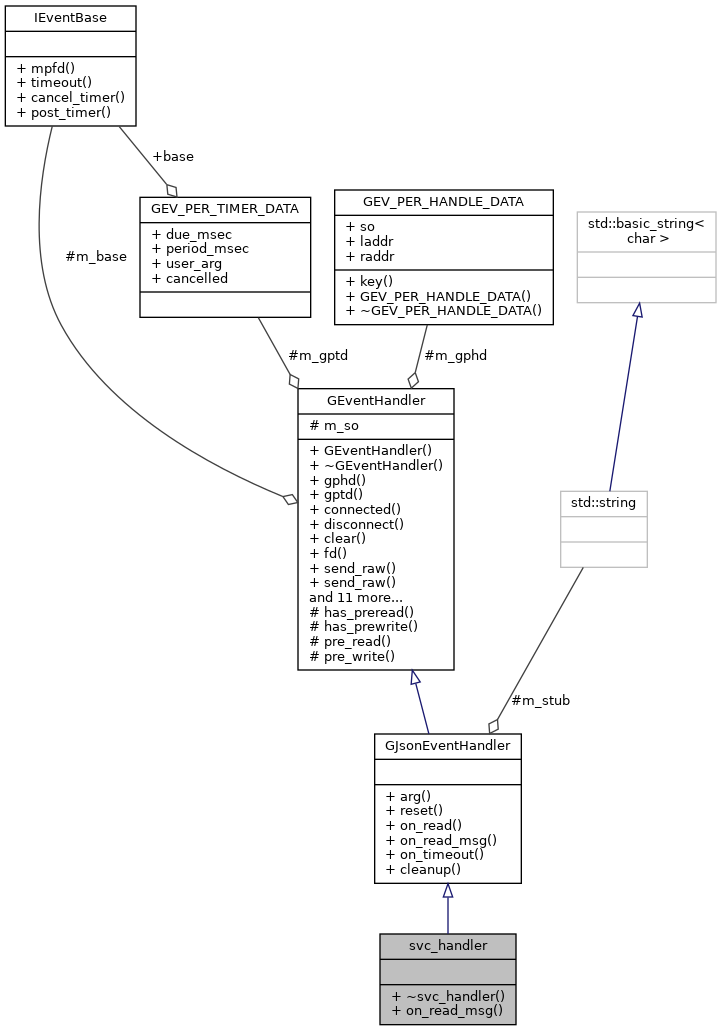 IEventBase
+ mpfd()
+ timeout()
+ cancel_timer()
+ post_timer()
+base
#m_base
GEV_PER_TIMER_DATA
+ due_msec
+ period_msec
+ user_arg
+ cancelled
GEV_PER_HANDLE_DATA
+ so
+ laddr
+ raddr
+ key()
+ GEV_PER_HANDLE_DATA()
+ ~GEV_PER_HANDLE_DATA()
std::basic_string<
char >
#m_gptd
#m_gphd
GEventHandler
# m_so
+ GEventHandler()
+ ~GEventHandler()
+ gphd()
+ gptd()
+ connected()
+ disconnect()
+ clear()
+ fd()
+ send_raw()
+ send_raw()
and 11 more...
# has_preread()
# has_prewrite()
# pre_read()
# pre_write()
std::string
#m_stub
GJsonEventHandler
+ arg()
+ reset()
+ on_read()
+ on_read_msg()
+ on_timeout()
+ cleanup()
svc_handler
+ ~svc_handler()
+ on_read_msg()